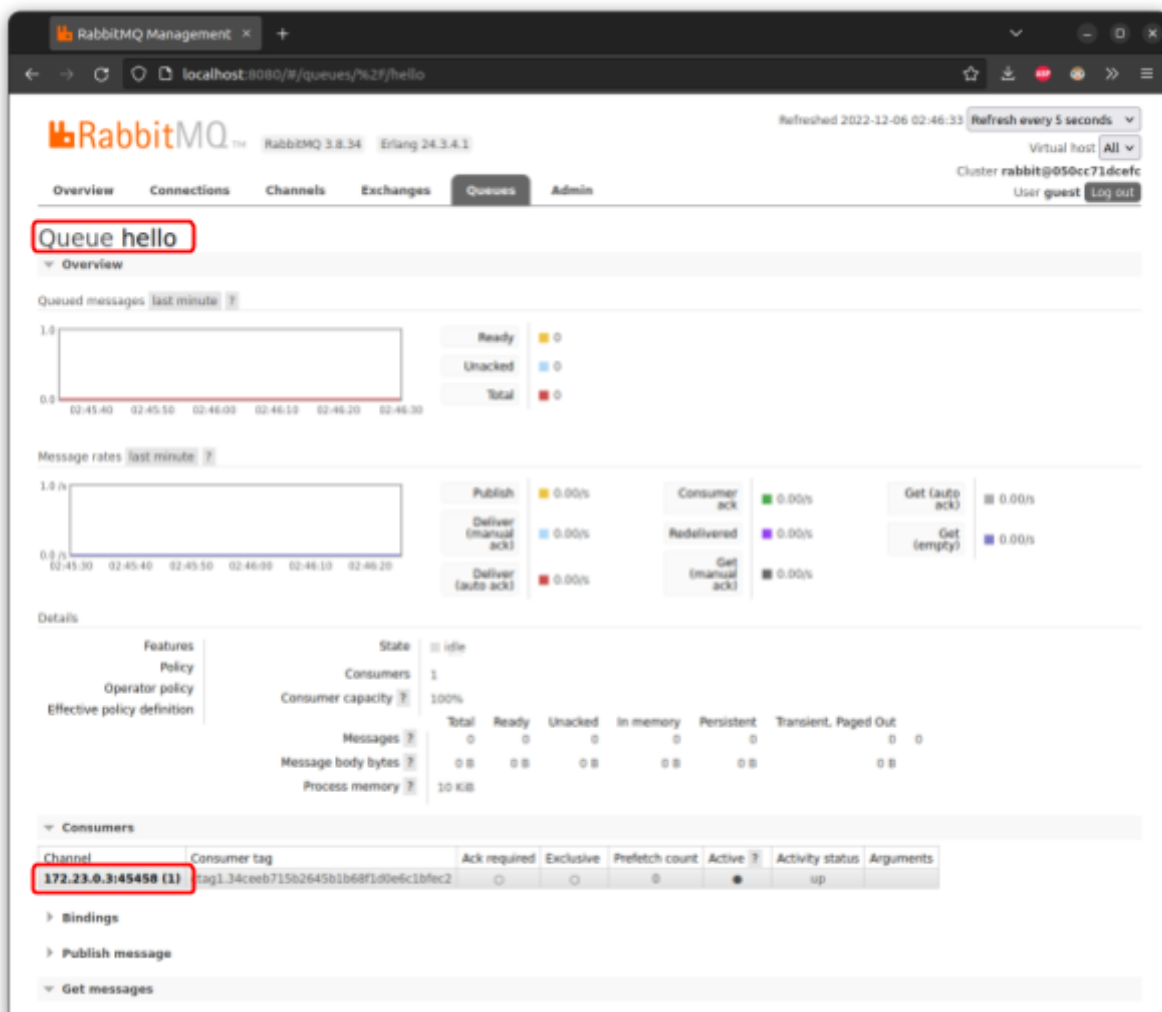 RabbitMQ Management × +
localhost:8080/#/queues/%2F/hello
RabbitMQ TM RabbitMQ 3.8.34 Erlang 24.3.4.1
Refreshed 2022-12-06 02:46:33 Refresh every 5 seconds
Virtual host All
Cluster rabbit@050cc71dcefc
User guest Log out
Overview Connections Channels Exchanges Queues Admin
Queue hello
Overview
Queued messages last minute ?
1.0
0.0
02:45:40 02:45:50 02:46:00 02:46:10 02:46:20 02:46:30
Ready 0
Unacked 0
Total 0
Message rates last minute ?
1.0 /s
0.0 /s
02:45:30 02:45:40 02:45:50 02:46:00 02:46:10 02:46:20
Publish 0.00/s
Deliver (manual ack) 0.00/s
Deliver (auto ack) 0.00/s
Consumer ack 0.00/s
Redelivered 0.00/s
Get (manual ack) 0.00/s
Get (auto ack) 0.00/s
Get (empty) 0.00/s
Details
Features
Policy
Operator policy
Effective policy definition
State idle
Consumers 1
Consumer capacity ? 100%
Total Ready Unacked In memory Persistent Transient, Paged Out
Messages ? 0 0 0 0 0 0 0
Message body bytes ? 0 B 0 B 0 B 0 B 0 B 0 B
Process memory ? 10 KiB
Consumers
Channel Consumer tag Ack required Exclusive Prefetch count Active ? Activity status Arguments
172.23.0.3:45458 (1) ctag1.34ceeb715b2645b1b68f1d0e6c1bfec2 0 up
Bindings
Publish message
Get messages